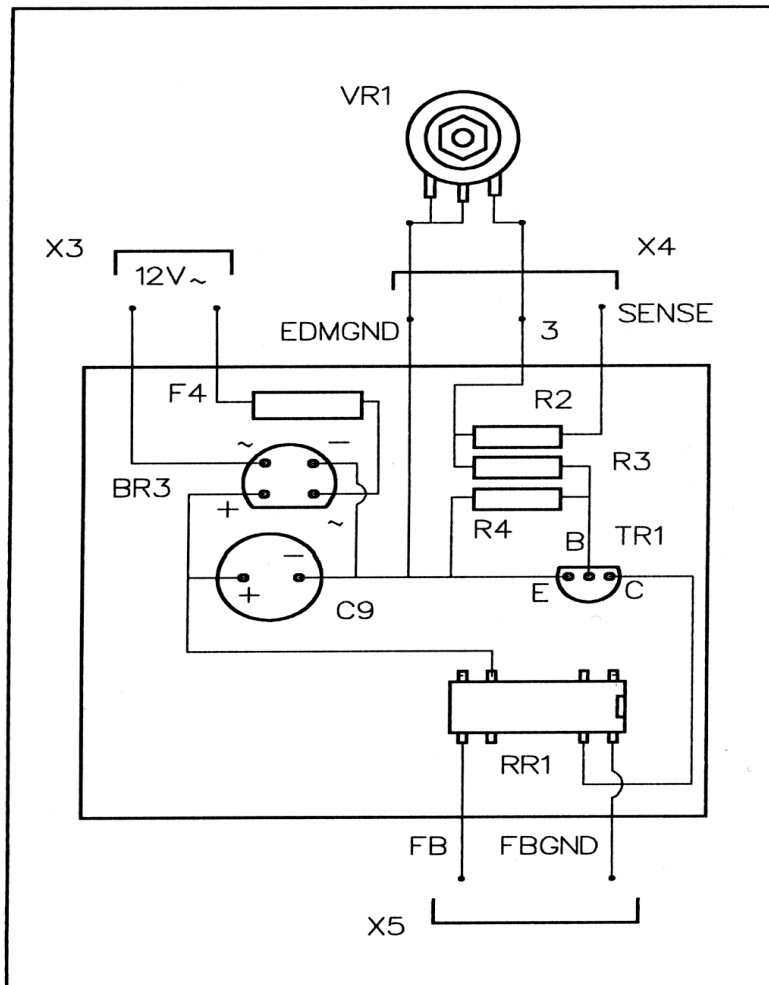 VR1
X3
X4
12V~
EDMGND
3
SENSE
F4
R2
~ −
R3
BR3
+
~
R4
B
TR1
−
E
C
+
C9
RR1
FB
FBGND
X5